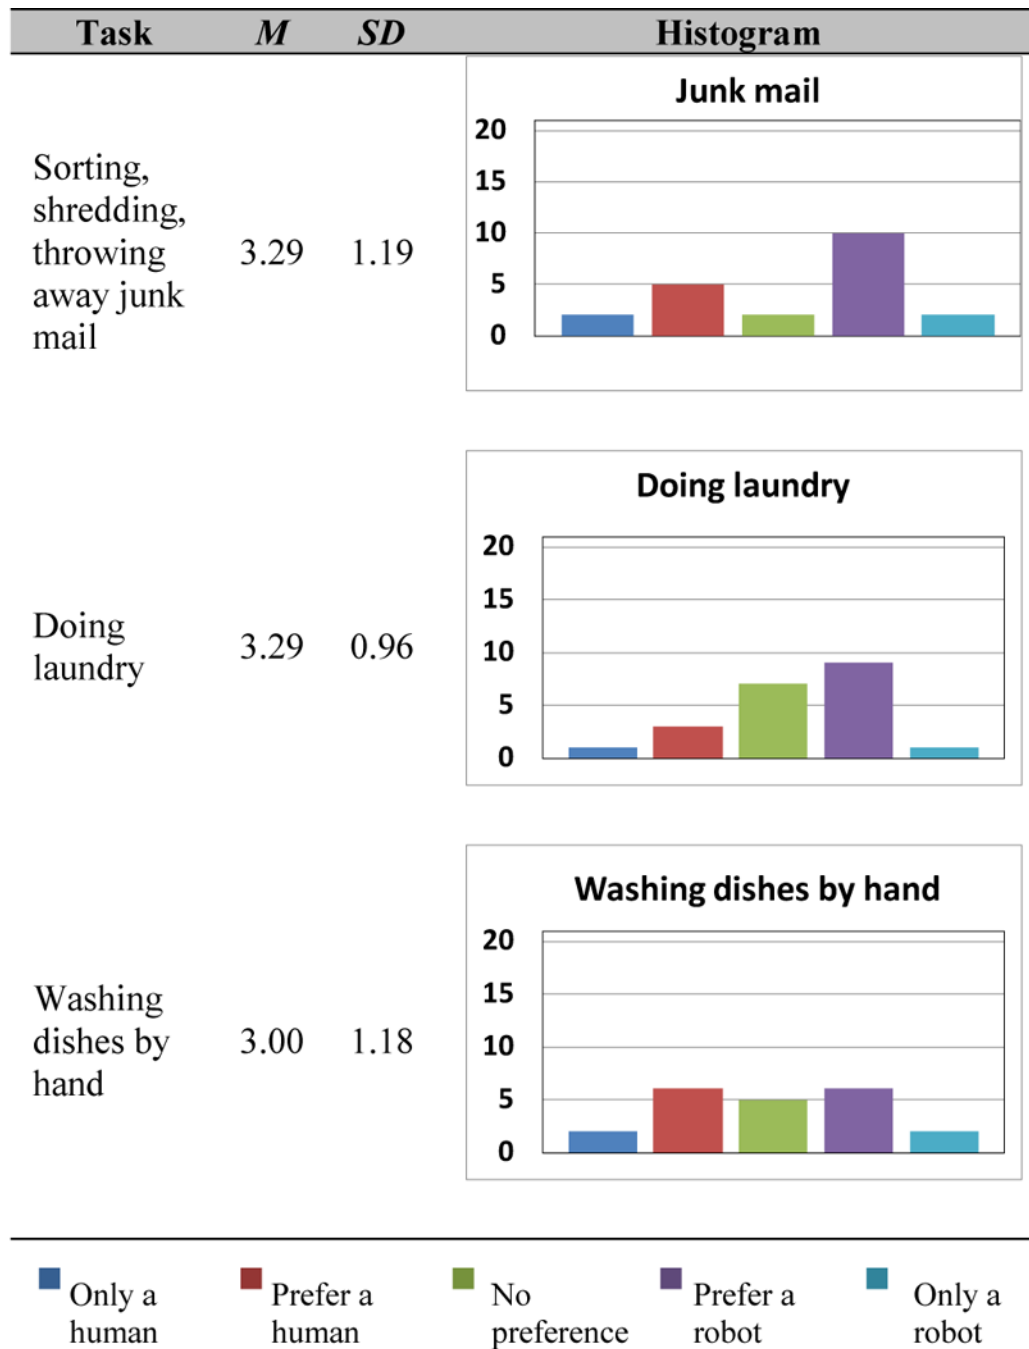 Task M SD Histogram
Junk mail
20
15
10
5
0
Sorting,
shredding,
throwing
away junk
mail
3.29 1.19
Doing laundry
20
15
10
5
0
Doing
laundry
3.29 0.96
Washing dishes by hand
20
15
10
5
0
Washing
dishes by
hand
3.00 1.18
Only a
human
Prefer a
human
No
preference
Prefer a
robot
Only a
robot